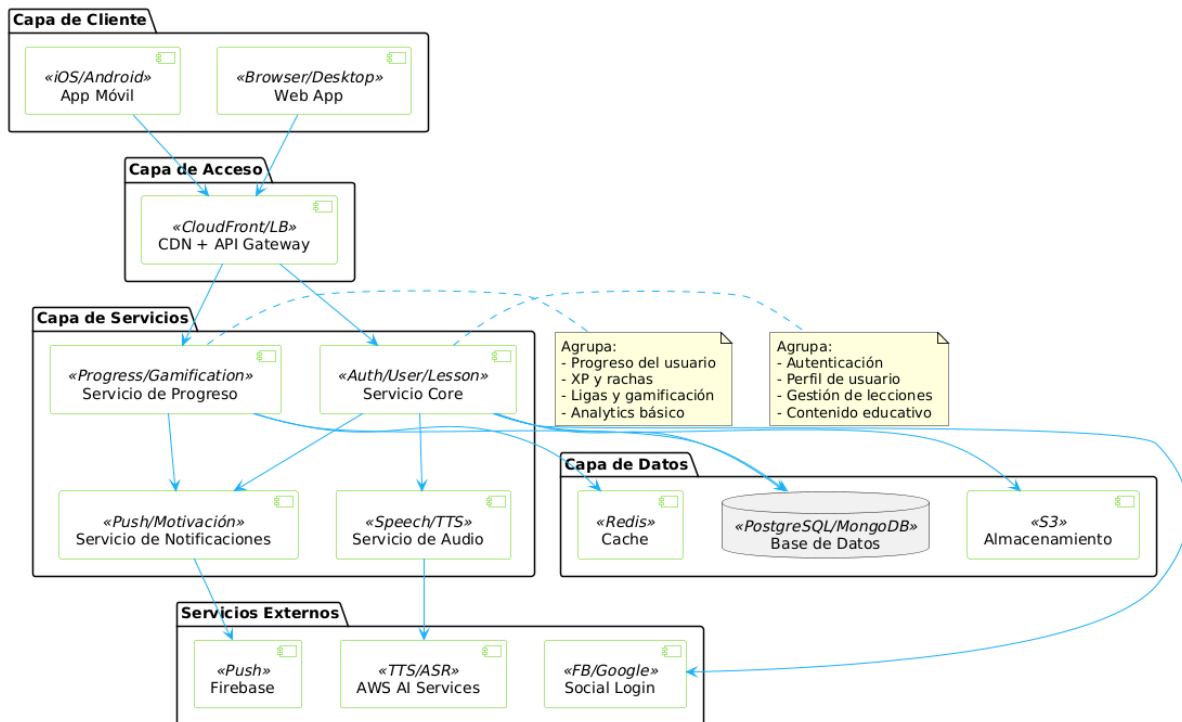 Capa de Cliente
«iOS/Android»
App Móvil
«Browser/Desktop»
Web App
Capa de Acceso
«CloudFront/LB»
CDN + API Gateway
Capa de Servicios
«Progress/Gamification»
Servicio de Progreso
«Auth/User/Lesson»
Servicio Core
Agrupa:
- Progreso del usuario
- XP y rachas
- Ligas y gamificación
- Analytics básico
Agrupa:
- Autenticación
- Perfil de usuario
- Gestión de lecciones
- Contenido educativo
«Push/Motivación»
Servicio de Notificaciones
«Speech/TTS»
Servicio de Audio
Capa de Datos
«Redis»
Cache
«PostgreSQL/MongoDB»
Base de Datos
«S3»
Almacenamiento
Servicios Externos
«Push»
Firebase
«TTS/ASR»
AWS AI Services
«FB/Google»
Social Login